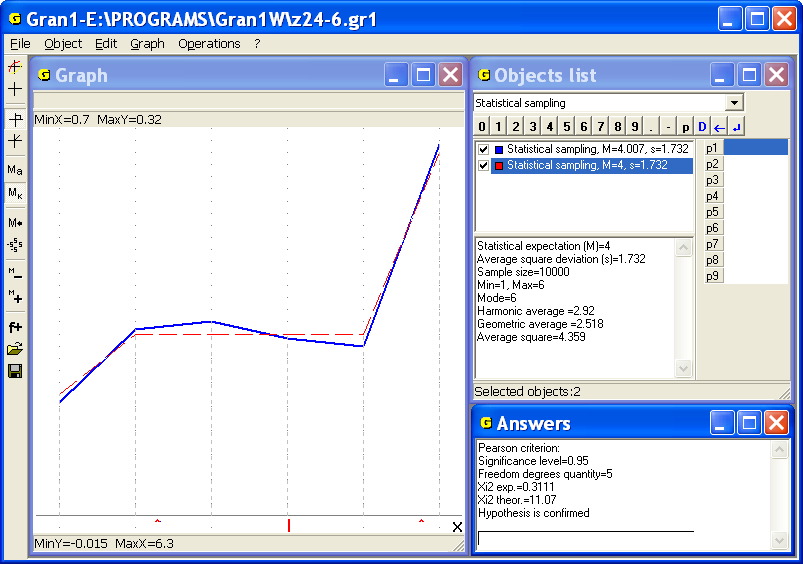 Gran1-E:\PROGRAMS\Gran1W\z24-6.gr1
File Object Edit Graph Operations ?
Graph
MinX=0.7 MaxY=0.32
Ma
Mк
M
-sss
M
M+
f+
X
MinY=-0.015 MaxX=6.3
Objects list
Statistical sampling
0 1 2 3 4 5 6 7 8 9 . - p D
Statistical sampling, M=4.007, s=1.732
Statistical sampling, M=4, s=1.732
p1
p2
p3
p4
p5
p6
p7
p8
p9
Statistical expectation (M)=4
Average square deviation (s)=1.732
Sample size=10000
Min=1, Max=6
Mode=6
Harmonic average =2.92
Geometric average =2.518
Average square=4.359
Selected objects:2
Answers
Pearson criterion:
Significance level=0.95
Freedom degrees quantity=5
Xi2 exp.=0.3111
Xi2 theor.=11.07
Hypothesis is confirmed